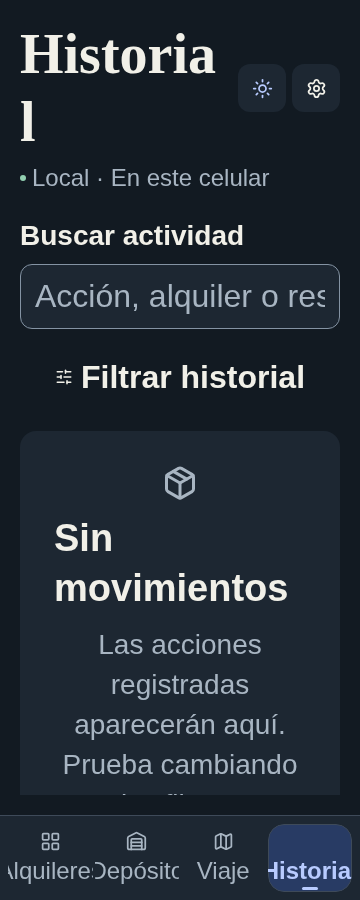 Historia
l
Local · En este celular
Buscar actividad
Acción, alquiler o res
Filtrar historial
Sin
movimientos
Las acciones
registradas
aparecerán aquí.
Prueba cambiando
Alquileres Depósito Viaje Historial